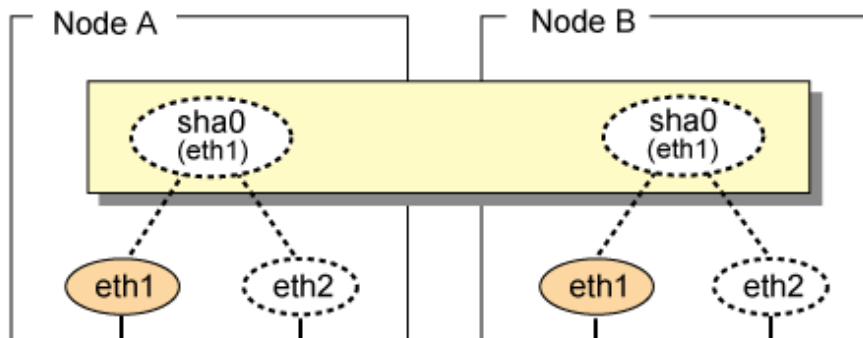 Node A
Node B
sha0
(eth1)
sha0
(eth1)
eth1
eth2
eth1
eth2